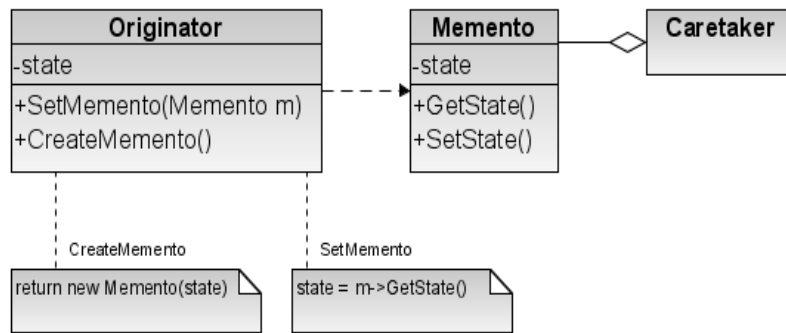 Originator
-state
+SetMemento(Memento m)
+CreateMemento()
Memento
-state
+GetState()
+SetState()
Caretaker
CreateMemento
return new Memento(state)
SetMemento
state = m->GetState()